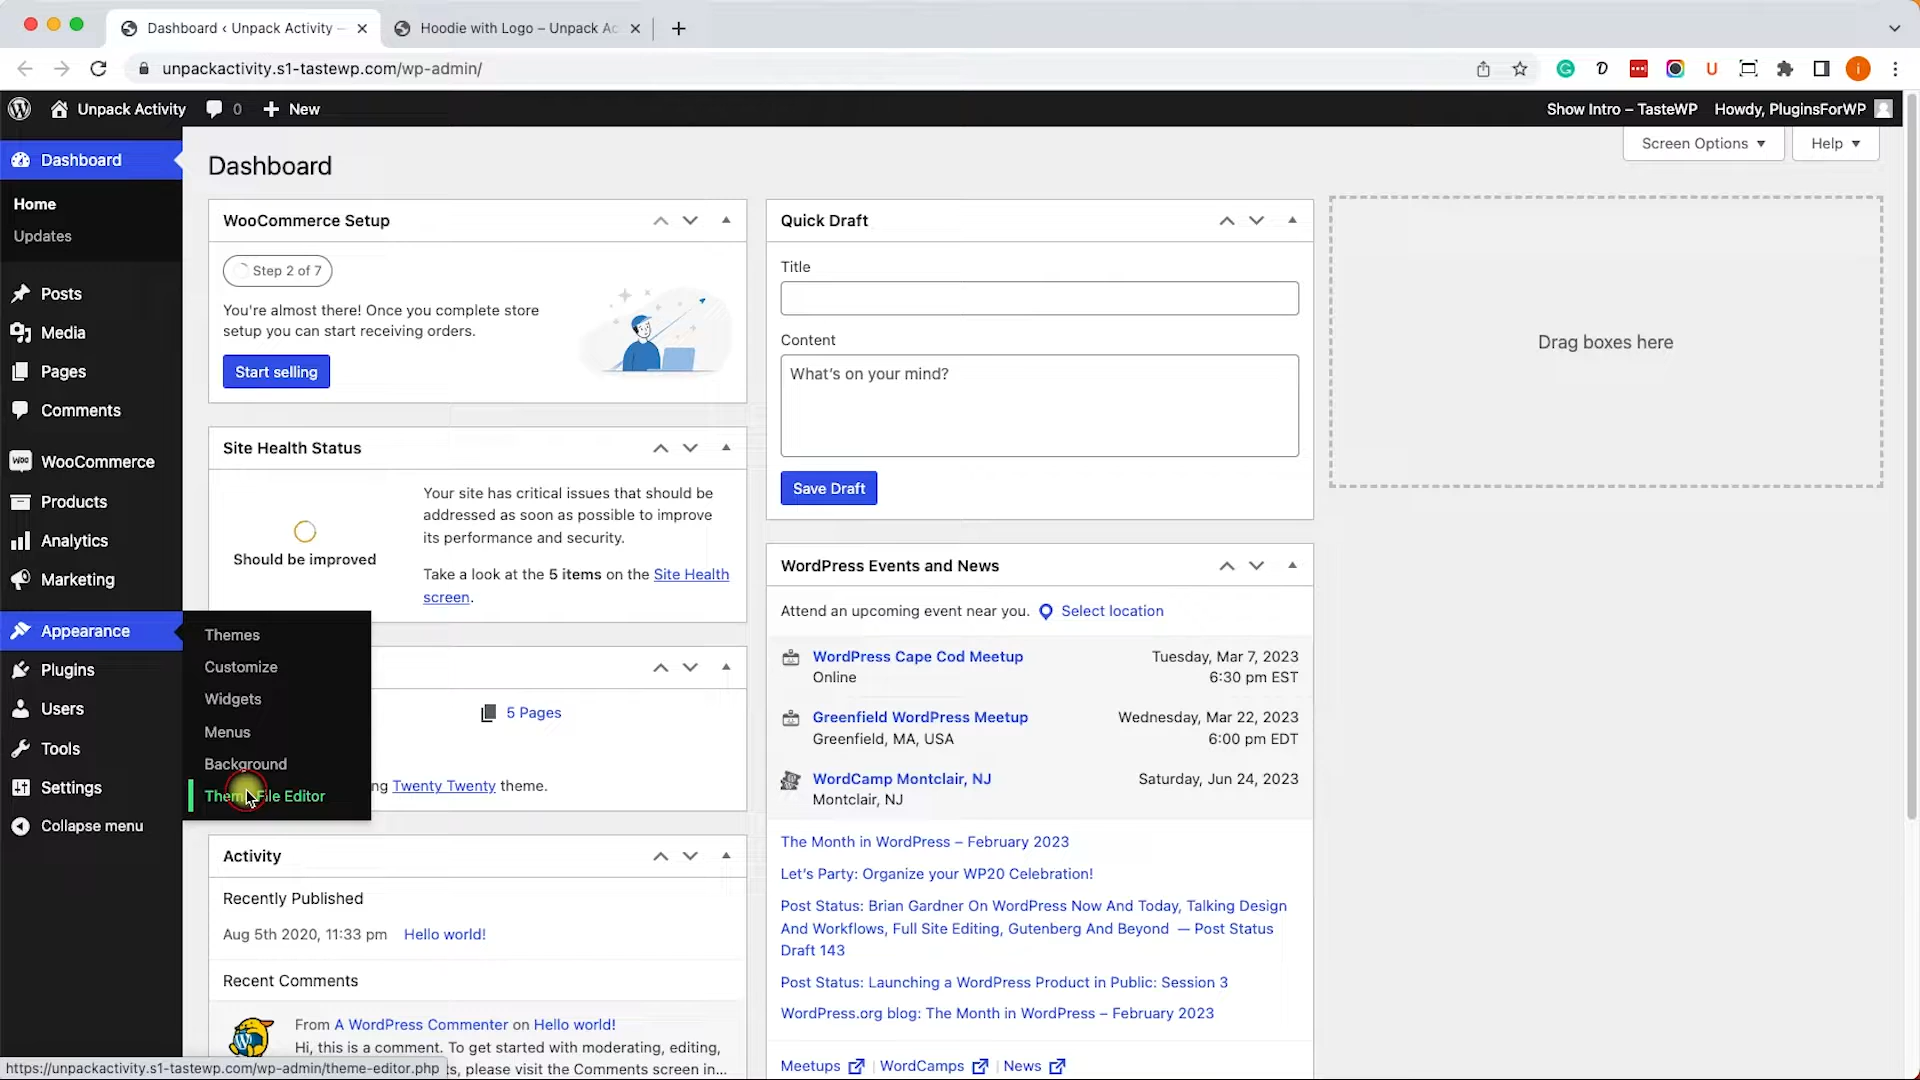 Dashboard ‹ Unpack Activity –
Hoodie with Logo – Unpack Ac
unpackactivity.s1-tastewp.com/wp-admin/
Unpack Activity
0
New
Show Intro – TasteWP
Howdy, PluginsForWP
Dashboard
Home
Updates
Posts
Media
Pages
Comments
WooCommerce
Products
Analytics
Marketing
Appearance
Plugins
Users
Tools
Settings
Collapse menu
Themes
Customize
Widgets
Menus
Background
Theme File Editor
Screen Options
Help
Dashboard
WooCommerce Setup
Step 2 of 7
You're almost there! Once you complete store
setup you can start receiving orders.
Start selling
Site Health Status
Should be improved
Your site has critical issues that should be
addressed as soon as possible to improve
its performance and security.
Take a look at the 5 items on the Site Health
screen.
5 Pages
ng Twenty Twenty theme.
Activity
Recently Published
Aug 5th 2020, 11:33 pm Hello world!
Recent Comments
From A WordPress Commenter on Hello world!
Hi, this is a comment. To get started with moderating, editing,
s, please visit the Comments screen in...
Quick Draft
Title
Content
What's on your mind?
Save Draft
WordPress Events and News
Attend an upcoming event near you. Select location
WordPress Cape Cod Meetup
Online
Tuesday, Mar 7, 2023
6:30 pm EST
Greenfield WordPress Meetup
Greenfield, MA, USA
Wednesday, Mar 22, 2023
6:00 pm EDT
WordCamp Montclair, NJ
Montclair, NJ
Saturday, Jun 24, 2023
The Month in WordPress – February 2023
Let's Party: Organize your WP20 Celebration!
Post Status: Brian Gardner On WordPress Now And Today, Talking Design
And Workflows, Full Site Editing, Gutenberg And Beyond — Post Status
Draft 143
Post Status: Launching a WordPress Product in Public: Session 3
WordPress.org blog: The Month in WordPress – February 2023
Meetups | WordCamps | News
Drag boxes here
https://unpackactivity.s1-tastewp.com/wp-admin/theme-editor.php